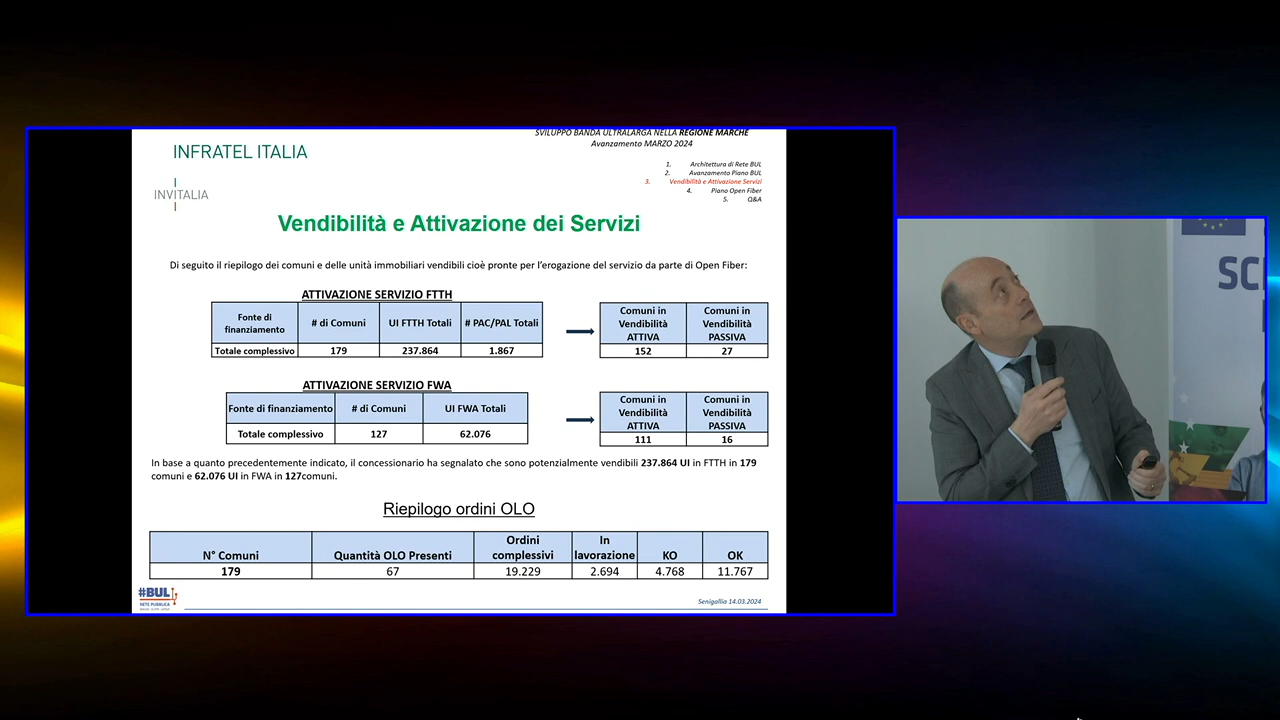 SVILUPPO BANDA ULTRALARGA NELLA REGIONE MARCHE
Avanzamento MARZO 2024
INFRATEL ITALIA
INVITALIA
1. Architettura di Rete BUL
2. Avanzamento Piano BUL
3. Vendibilità e Attivazione Servizi
4. Piano Open Fiber
5. Q&A
Vendibilità e Attivazione dei Servizi
Di seguito il riepilogo dei comuni e delle unità immobiliari vendibili cioè pronte per l'erogazione del servizio da parte di Open Fiber:
ATTIVAZIONE SERVIZIO FTTH
Fonte di finanziamento # di Comuni UI FTTH Totali # PAC/PAL Totali
Totale complessivo 179 237.864 1.867
Comuni in Vendibilità ATTIVA Comuni in Vendibilità PASSIVA
152 27
ATTIVAZIONE SERVIZIO FWA
Fonte di finanziamento # di Comuni UI FWA Totali
Totale complessivo 127 62.076
Comuni in Vendibilità ATTIVA Comuni in Vendibilità PASSIVA
111 16
In base a quanto precedentemente indicato, il concessionario ha segnalato che sono potenzialmente vendibili 237.864 UI in FTTH in 179
comuni e 62.076 UI in FWA in 127comuni.
Riepilogo ordini OLO
N° Comuni Quantità OLO Presenti Ordini complessivi In lavorazione KO OK
179 67 19.229 2.694 4.768 11.767
#BUL
RETE PUBBLICA
Senigallia 14.03.2024
SC